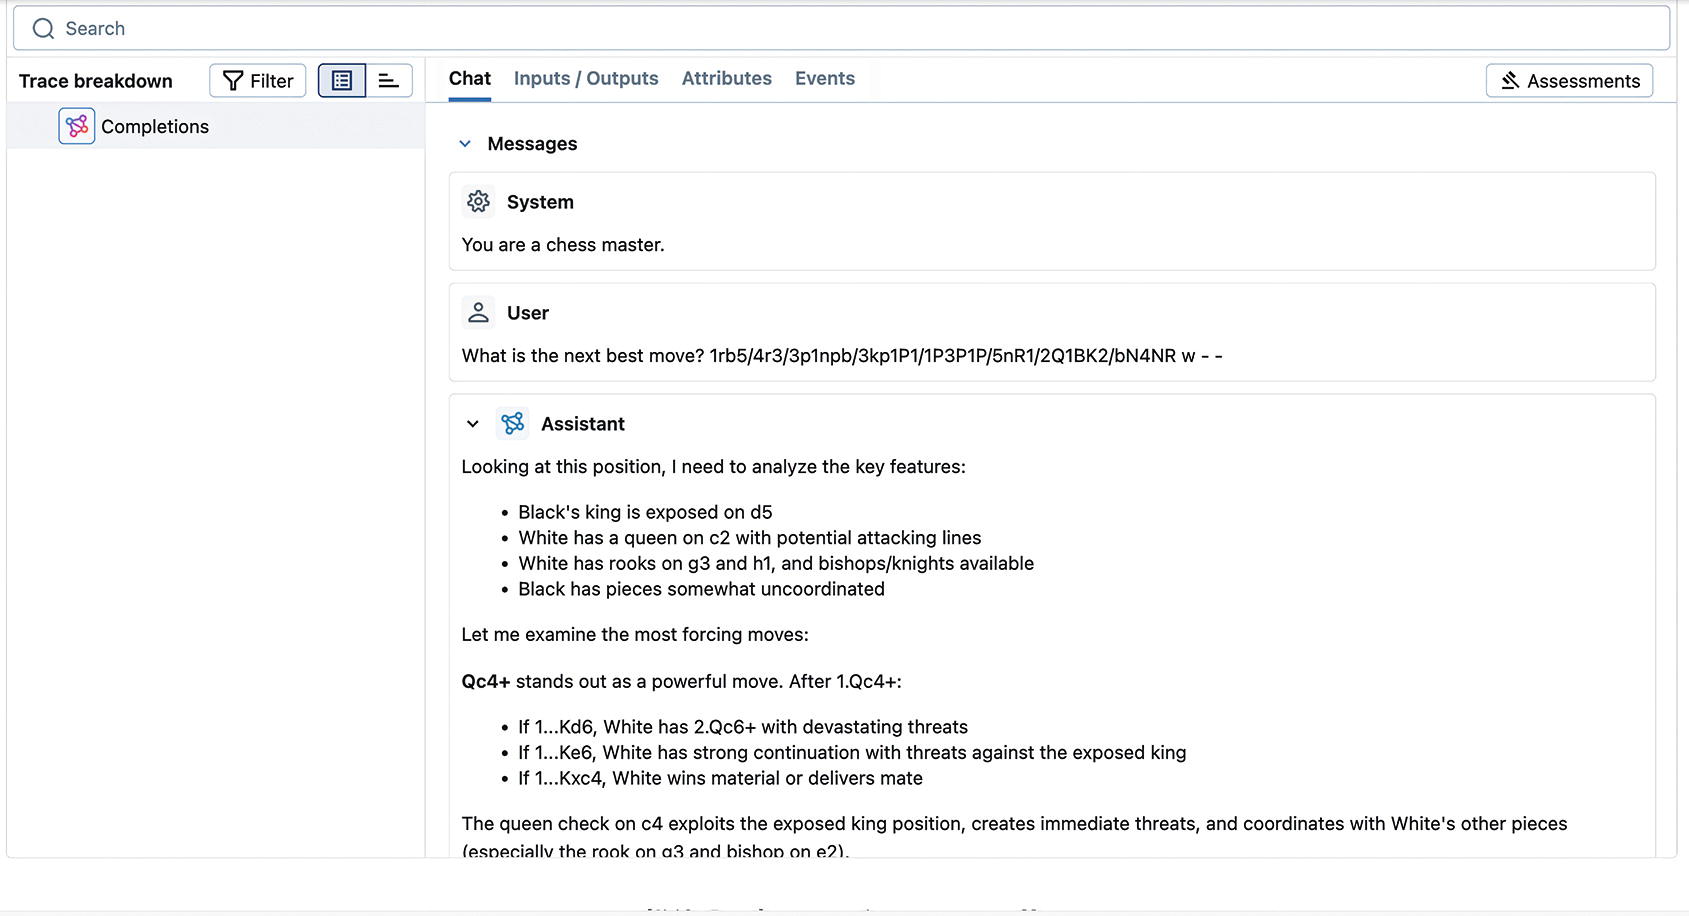 Search
Trace breakdown
Filter
Chat
Inputs / Outputs
Attributes
Events
Assessments
Completions
Messages
System
You are a chess master.
User
What is the next best move? 1rb5/4r3/3p1npb/3kp1P1/1P3P1P/5nR1/2Q1BK2/bN4NR w - -
Assistant
Looking at this position, I need to analyze the key features:
• Black's king is exposed on d5
• White has a queen on c2 with potential attacking lines
• White has rooks on g3 and h1, and bishops/knights available
• Black has pieces somewhat uncoordinated
Let me examine the most forcing moves:
Qc4+ stands out as a powerful move. After 1.Qc4+:
• If 1...Kd6, White has 2.Qc6+ with devastating threats
• If 1...Ke6, White has strong continuation with threats against the exposed king
• If 1...Kxc4, White wins material or delivers mate
The queen check on c4 exploits the exposed king position, creates immediate threats, and coordinates with White's other pieces
(especially the rook on g3 and bishop on e2).